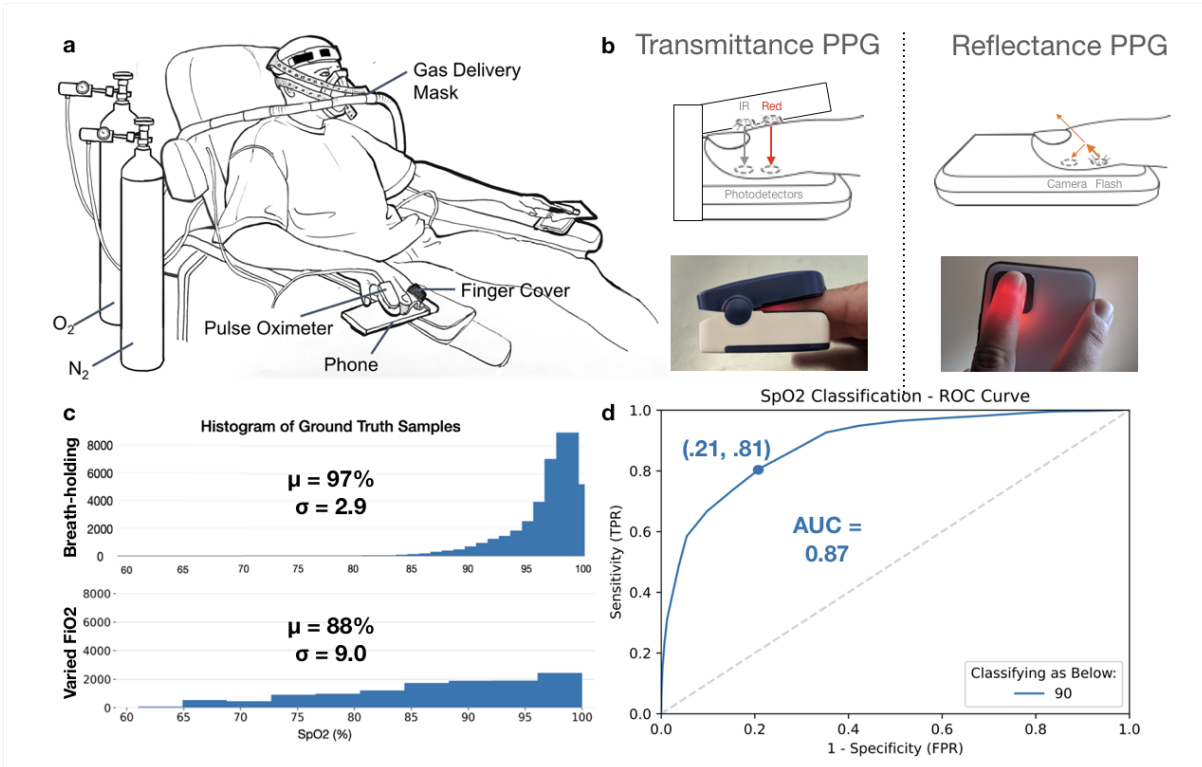 a
Gas Delivery
Mask
O2
N2
Pulse Oximeter
Finger Cover
Phone
b
Transmittance PPG
Reflectance PPG
IR Red
Photodetectors
Camera Flash
c
Histogram of Ground Truth Samples
Breath-holding
8000
6000
4000
2000
0
μ = 97%
σ = 2.9
60 65 70 75 80 85 90 95 100
Varied FiO2
8000
6000
4000
2000
0
μ = 88%
σ = 9.0
60 65 70 75 80 85 90 95 100
SpO2 (%)
d
SpO2 Classification - ROC Curve
Sensitivity (TPR)
1.0
0.8
0.6
0.4
0.2
0.0
(.21, .81)
AUC =
0.87
Classifying as Below:
90
0.0 0.2 0.4 0.6 0.8 1.0
1 - Specificity (FPR)